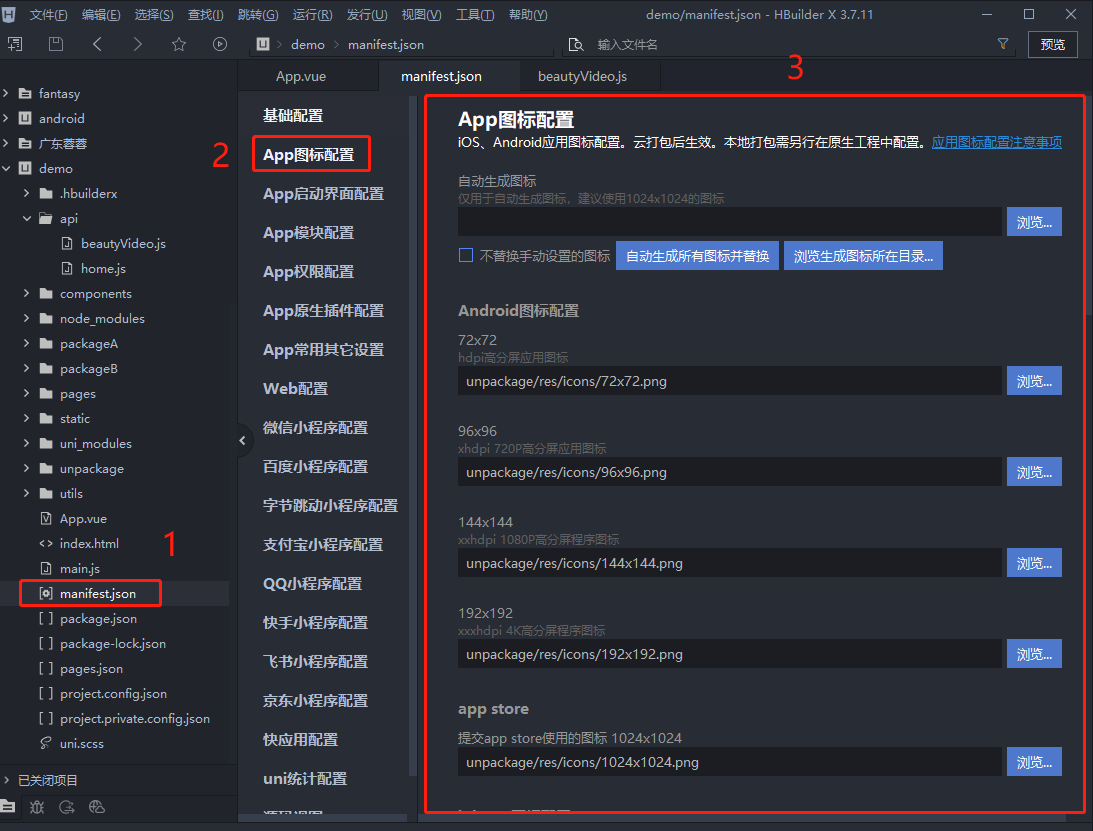 文件(F) 编辑(E) 选择(S) 查找(I) 跳转(G) 运行(R) 发行(U) 视图(V) 工具(T) 帮助(Y) demo/manifest.json - HBuilder X 3.7.11
demo manifest.json 输入文件名 预览
3
App.vue manifest.json beautyVideo.js
fantasy
android
广东蓉蓉
demo
.hbuilderx
api
beautyVideo.js
home.js
components
node_modules
packageA
packageB
pages
static
uni_modules
unpackage
utils
App.vue
index.html
1
main.js
manifest.json
package.json
package-lock.json
pages.json
project.config.json
project.private.config.json
uni.scss
已关闭项目
基础配置
2
App图标配置
App启动界面配置
App模块配置
App权限配置
App原生插件配置
App常用其它设置
Web配置
微信小程序配置
百度小程序配置
字节跳动小程序配置
支付宝小程序配置
QQ小程序配置
快手小程序配置
飞书小程序配置
京东小程序配置
快应用配置
uni统计配置
源码视图
App图标配置
iOS、Android应用图标配置。云打包后生效。本地打包需另行在原生工程中配置。 应用图标配置注意事项
自动生成图标
仅用于自动生成图标，建议使用1024x1024的图标
浏览...
不替换手动设置的图标 自动生成所有图标并替换 浏览生成图标所在目录...
Android图标配置
72x72
hdpi高分屏应用图标
unpackage/res/icons/72x72.png 浏览...
96x96
xhdpi 720P高分屏应用图标
unpackage/res/icons/96x96.png 浏览...
144x144
xxhdpi 1080P高分屏程序图标
unpackage/res/icons/144x144.png 浏览...
192x192
xxxhdpi 4K高分屏程序图标
unpackage/res/icons/192x192.png 浏览...
app store
提交app store使用的图标 1024x1024
unpackage/res/icons/1024x1024.png 浏览...